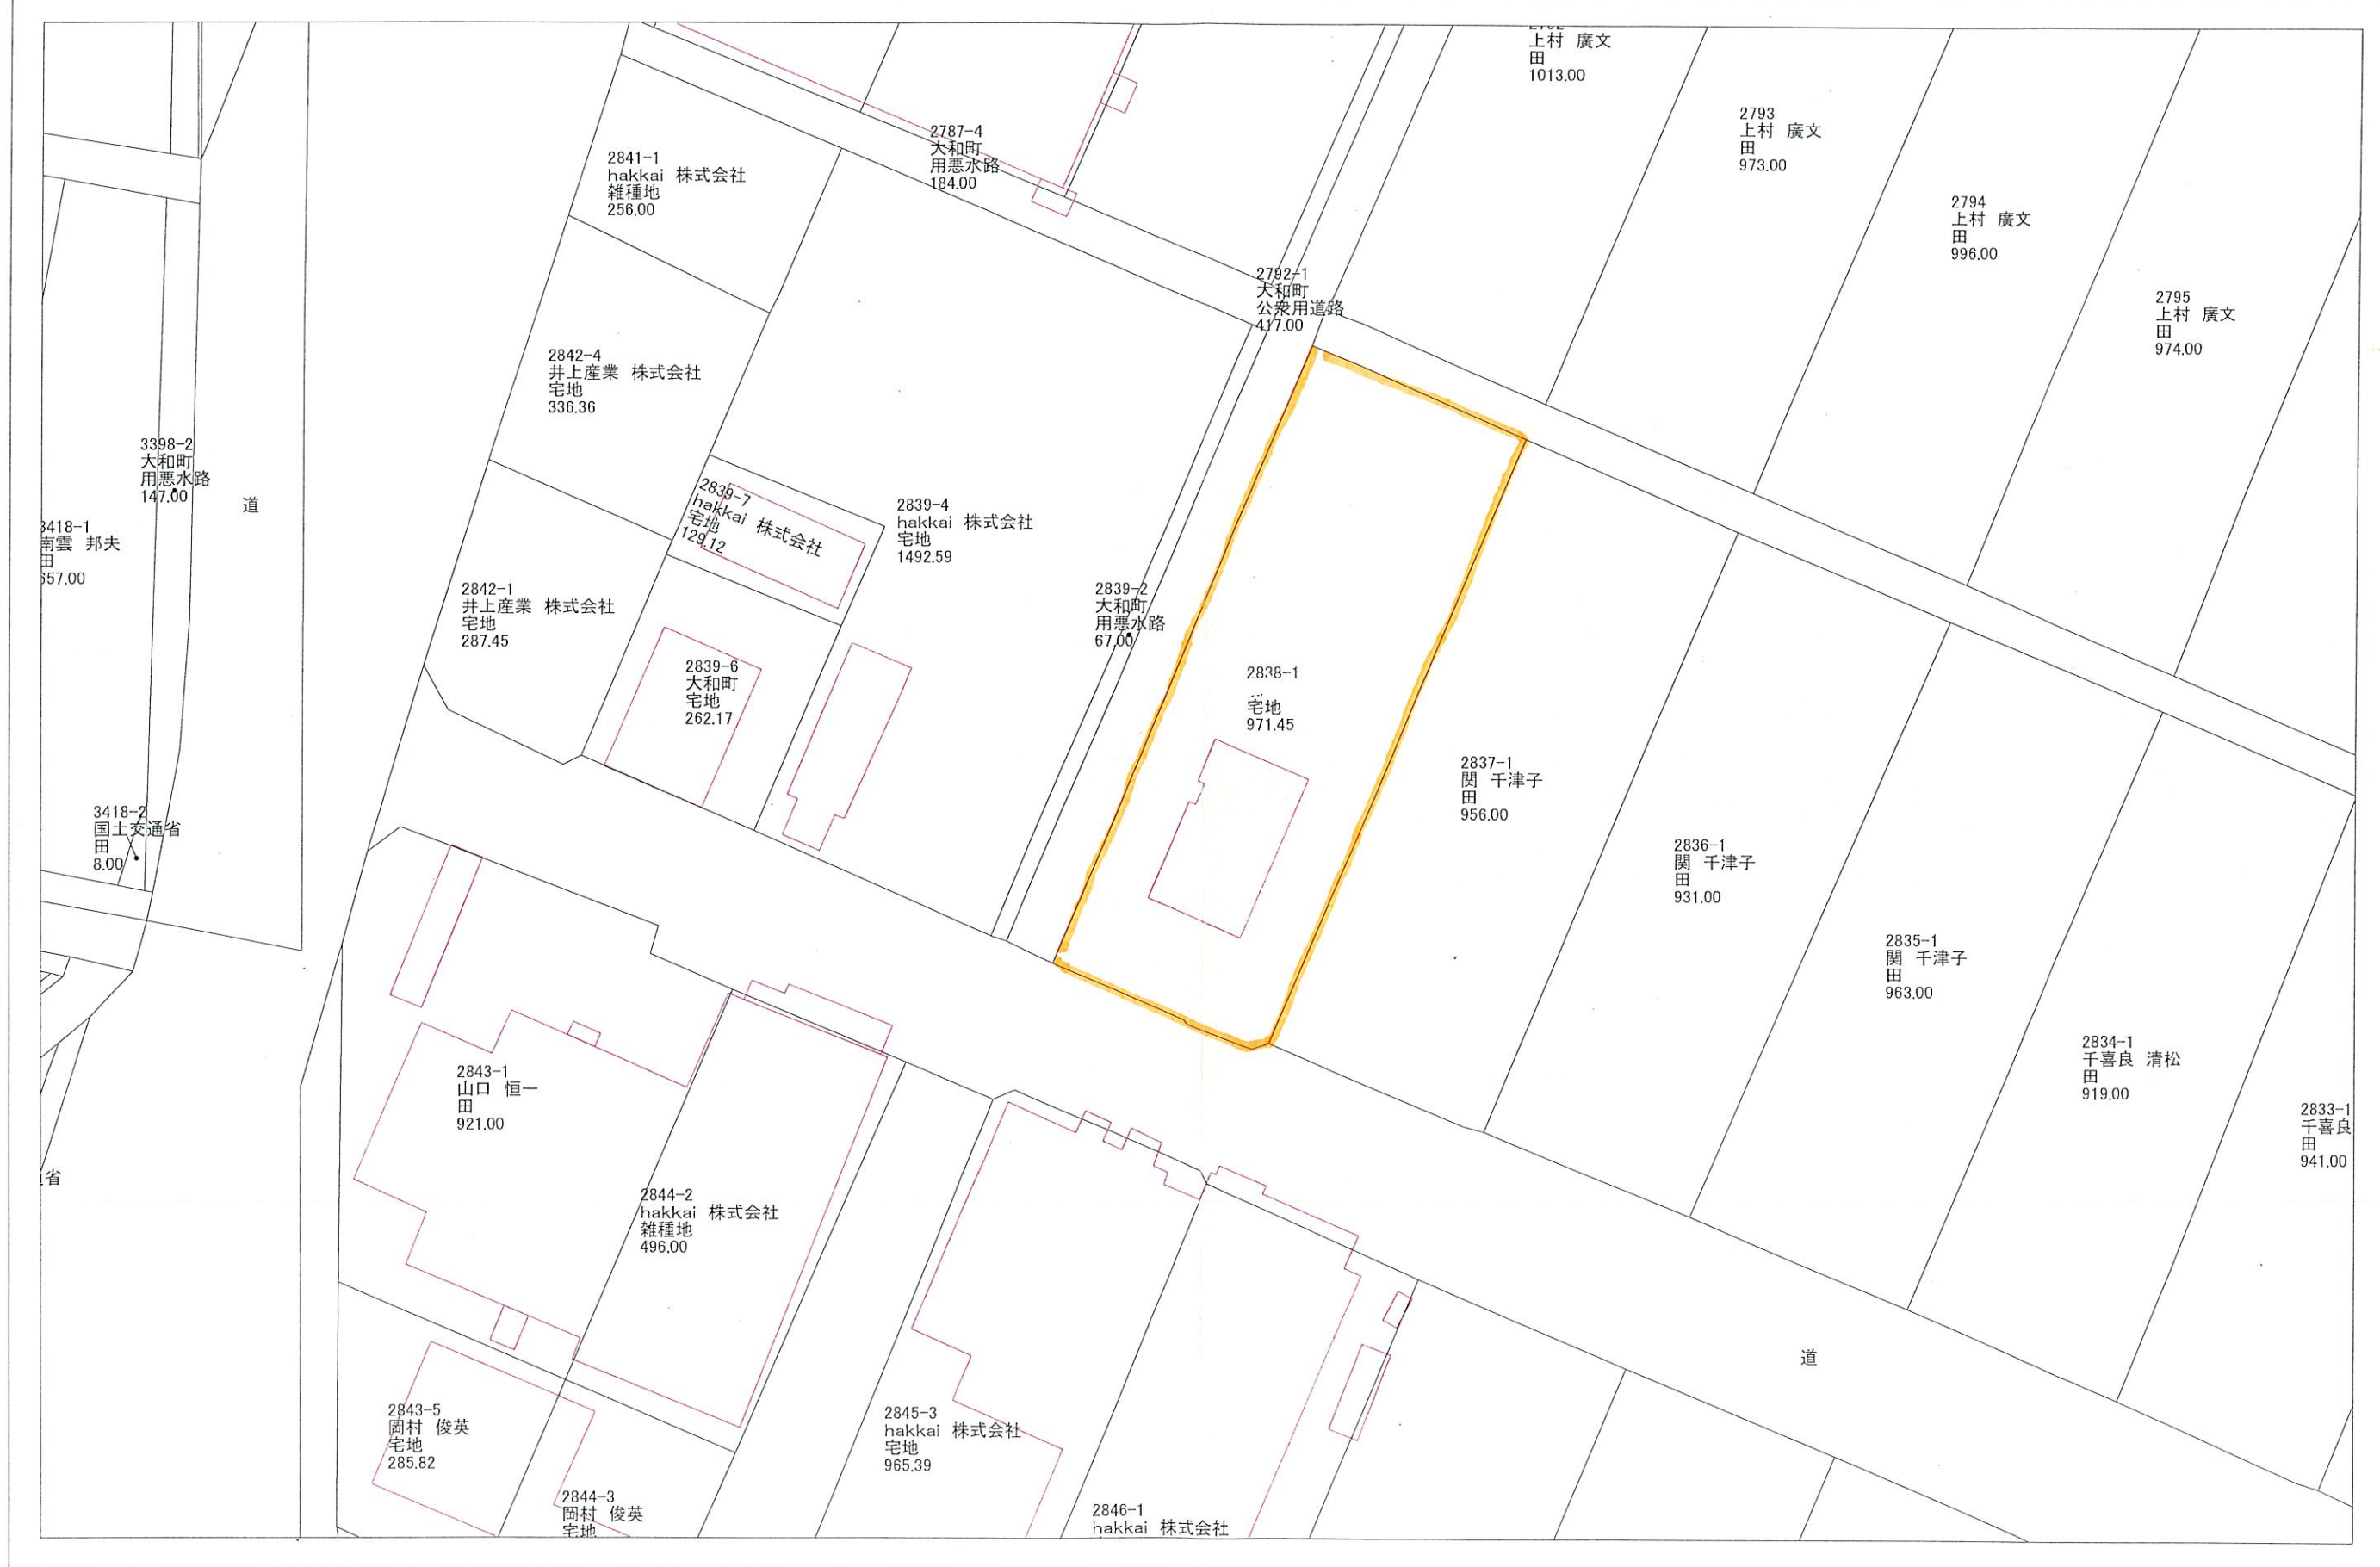 上村 廣文
田
1013.00
2793
上村 廣文
田
973.00
2787-4
大和町
用悪水路
184.00
2841-1
hakkai 株式会社
雑種地
256.00
2794
上村 廣文
田
996.00
2792-1
大和町
公衆用道路
417.00
2795
上村 廣文
田
974.00
2842-4
井上産業 株式会社
宅地
336.36
3398-2
大和町
用悪水路
147.00
道
2839-7
hakkai 株式会社
宅地
129.12
2839-4
hakkai 株式会社
宅地
1492.59
3418-1
南雲 邦夫
田
657.00
2842-1
井上産業 株式会社
宅地
287.45
2839-2
大和町
用悪水路
67.00
2839-6
大和町
宅地
262.17
2838-1
宅地
971.45
2837-1
関 千津子
田
956.00
3418-2
国土交通省
田
8.00
2836-1
関 千津子
田
931.00
2835-1
関 千津子
田
963.00
2834-1
千喜良 清松
田
919.00
2843-1
山口 恒一
田
921.00
2833-1
千喜良
田
941.00
省
2844-2
hakkai 株式会社
雑種地
496.00
道
2843-5
岡村 俊英
宅地
285.82
2845-3
hakkai 株式会社
宅地
965.39
2844-3
岡村 俊英
宅地
2846-1
hakkai 株式会社